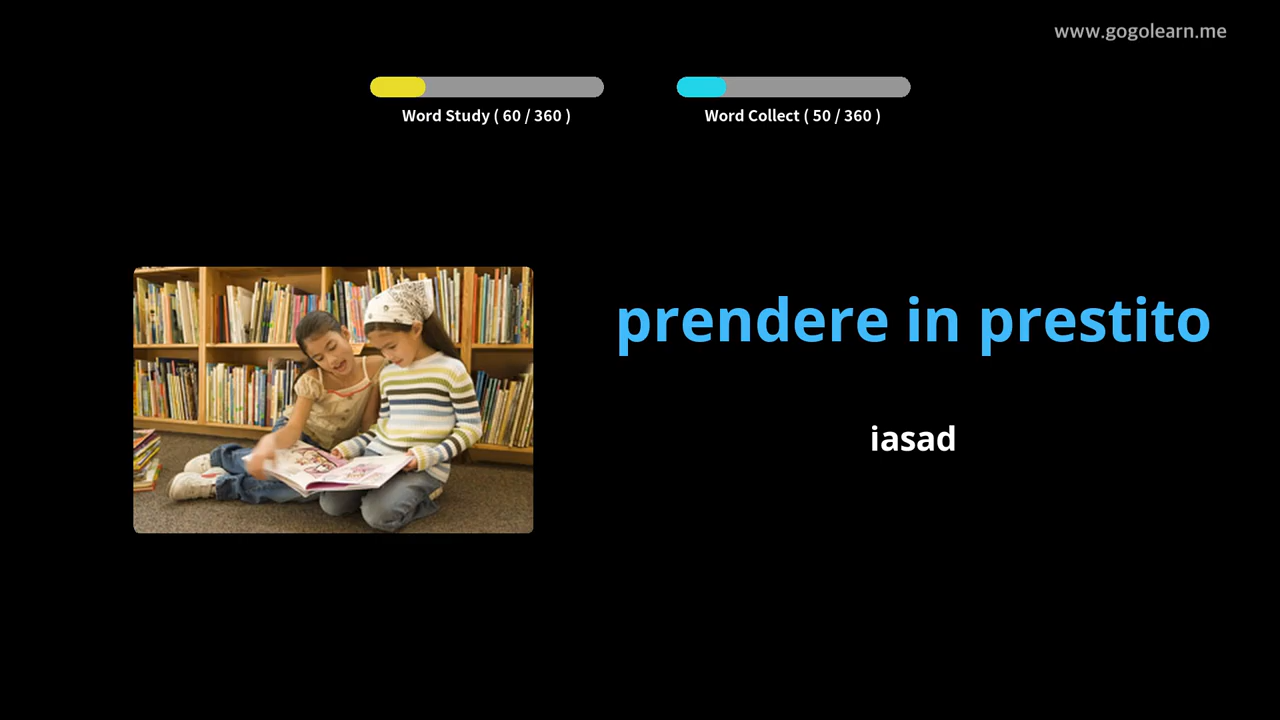 www.gogolearn.me
Word Study ( 60 / 360 )
Word Collect ( 50 / 360 )
prendere in prestito
iasad